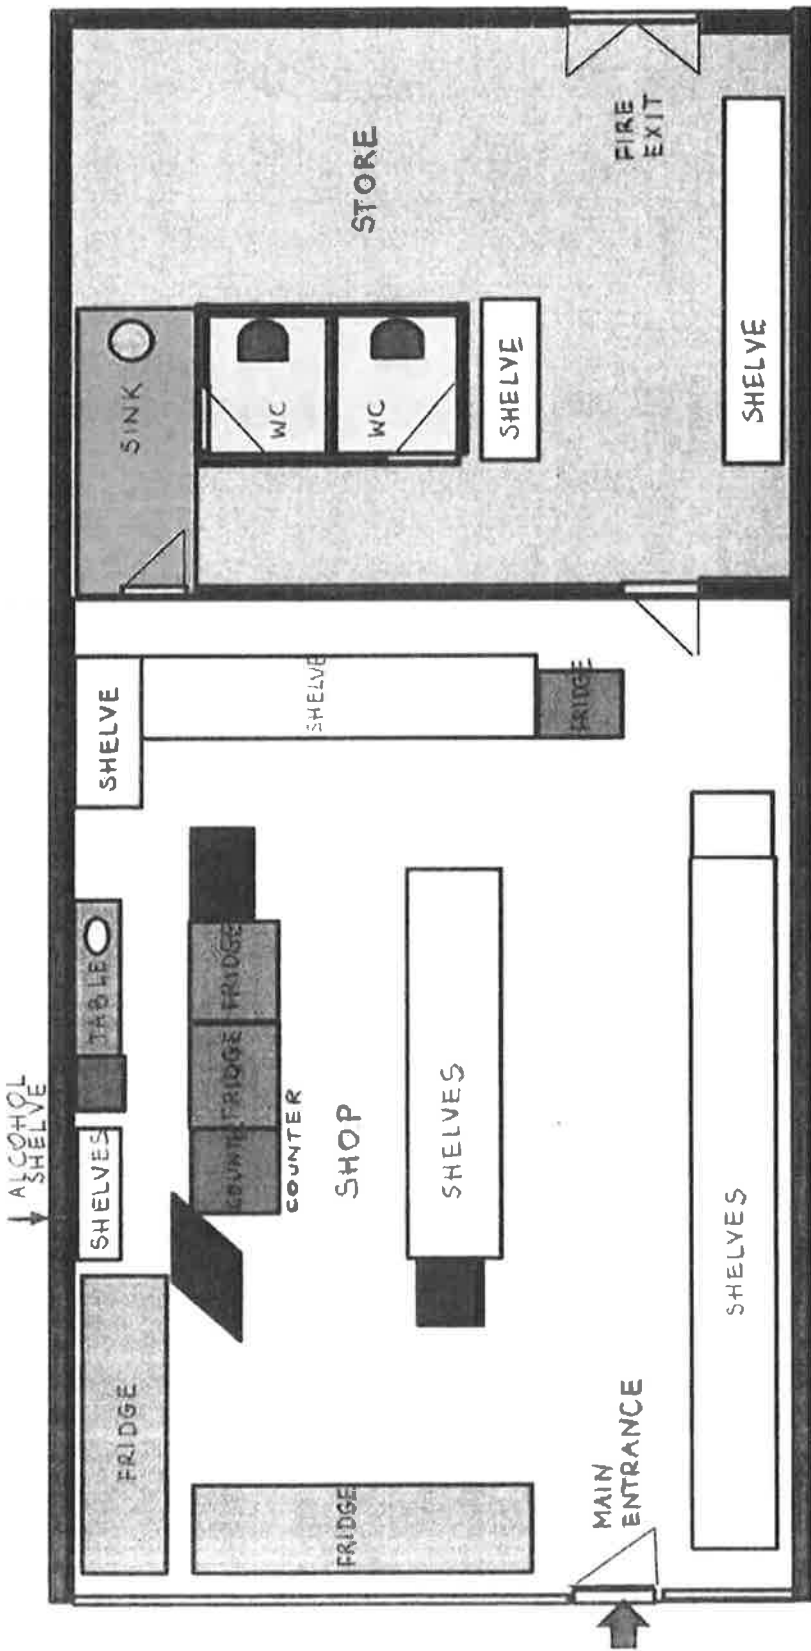 STORE
FIRE
EXIT
SINK
WC
WC
SHELVE
SHELVE
SHELVE
SHELVE
FRIDGE
TABLE
FRIDGE
FRIDGE
ALCOHOL
SHELVE
SHELVES
COUNTE
COUNTER
SHOP
SHELVES
SHELVES
FRIDGE
FRIDGE
MAIN
ENTRANCE